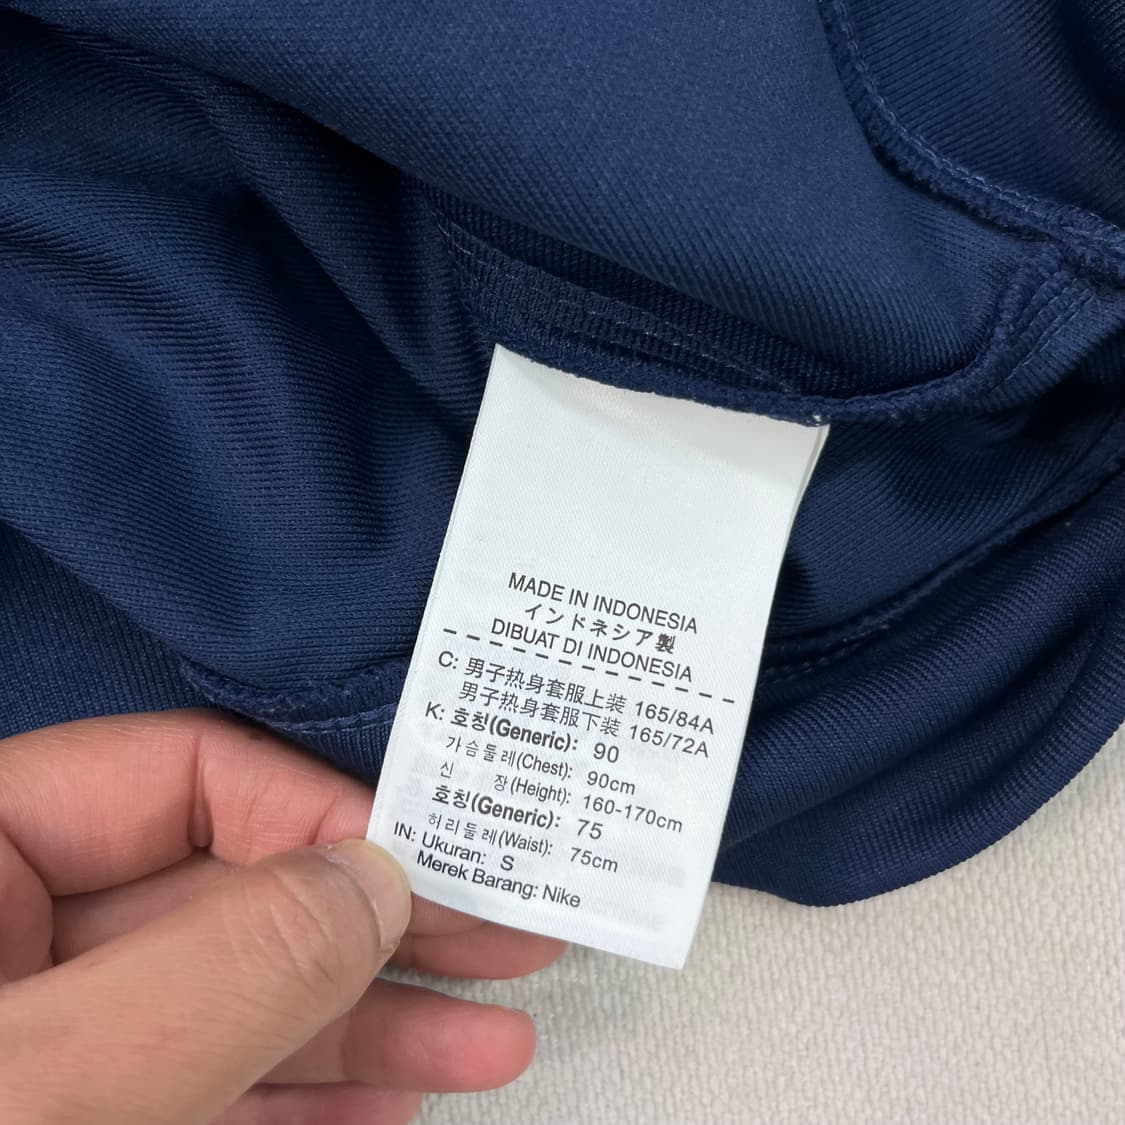 MADE IN INDONESIA
インドネシア製
DIBUAT DI INDONESIA
C: 男子热身套服上装 165/84A
男子热身套服下装 165/72A
K: 호칭(Generic): 90
가슴둘레(Chest): 90cm
신 장(Height): 160-170cm
호칭(Generic): 75
허리둘레(Waist): 75cm
IN: Ukuran: S
Merek Barang: Nike